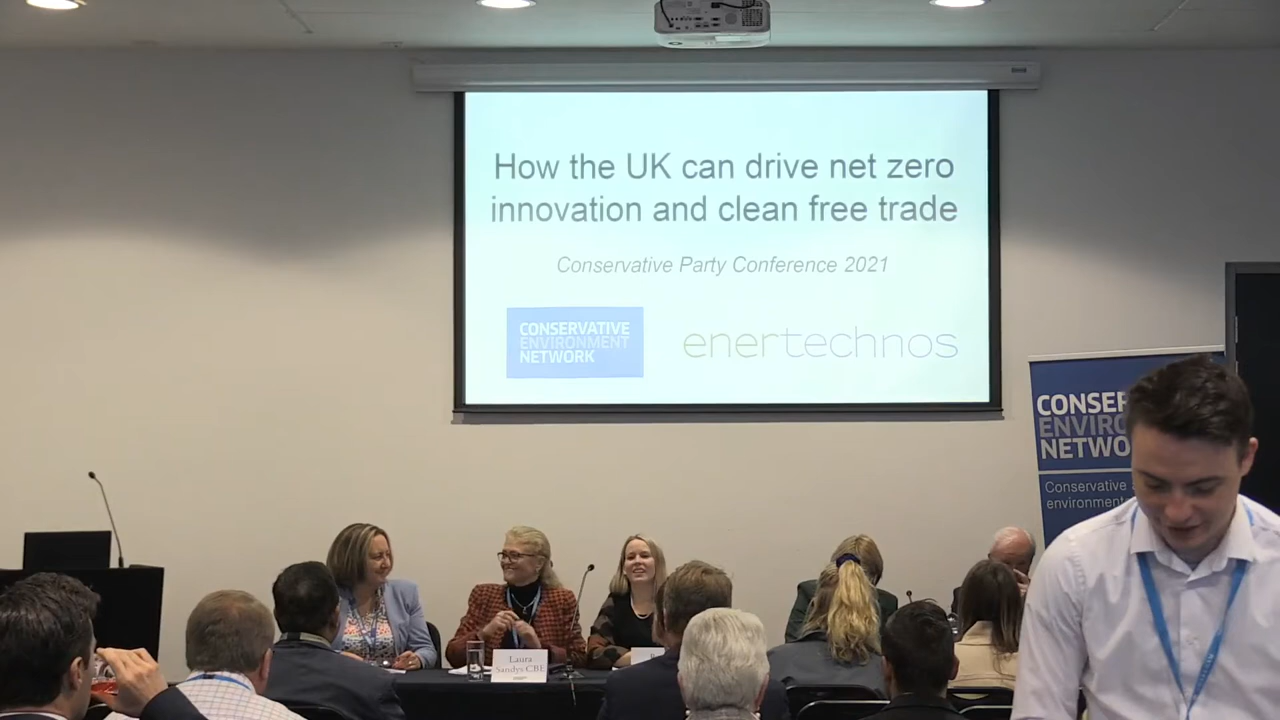 How the UK can drive net zero
innovation and clean free trade
Conservative Party Conference 2021
CONSERVATIVE
ENVIRONMENT
NETWORK
enertechnos
CONSER
ENVIRO
NETWO
Conservative
environment
Laura
Sandys CBE